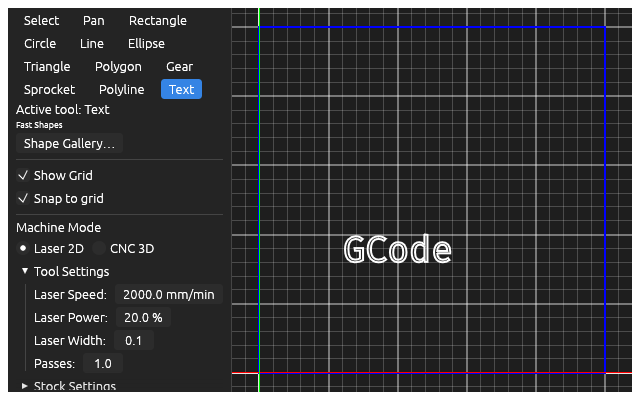 Select Pan Rectangle
Circle Line Ellipse
Triangle Polygon Gear
Sprocket Polyline Text
Active tool: Text
Fast Shapes
Shape Gallery...
Show Grid
Snap to grid
Machine Mode
Laser 2D CNC 3D
Tool Settings
Laser Speed: 2000.0 mm/min
Laser Power: 20.0 %
Laser Width: 0.1
Passes: 1.0
Stock Settings
GCode